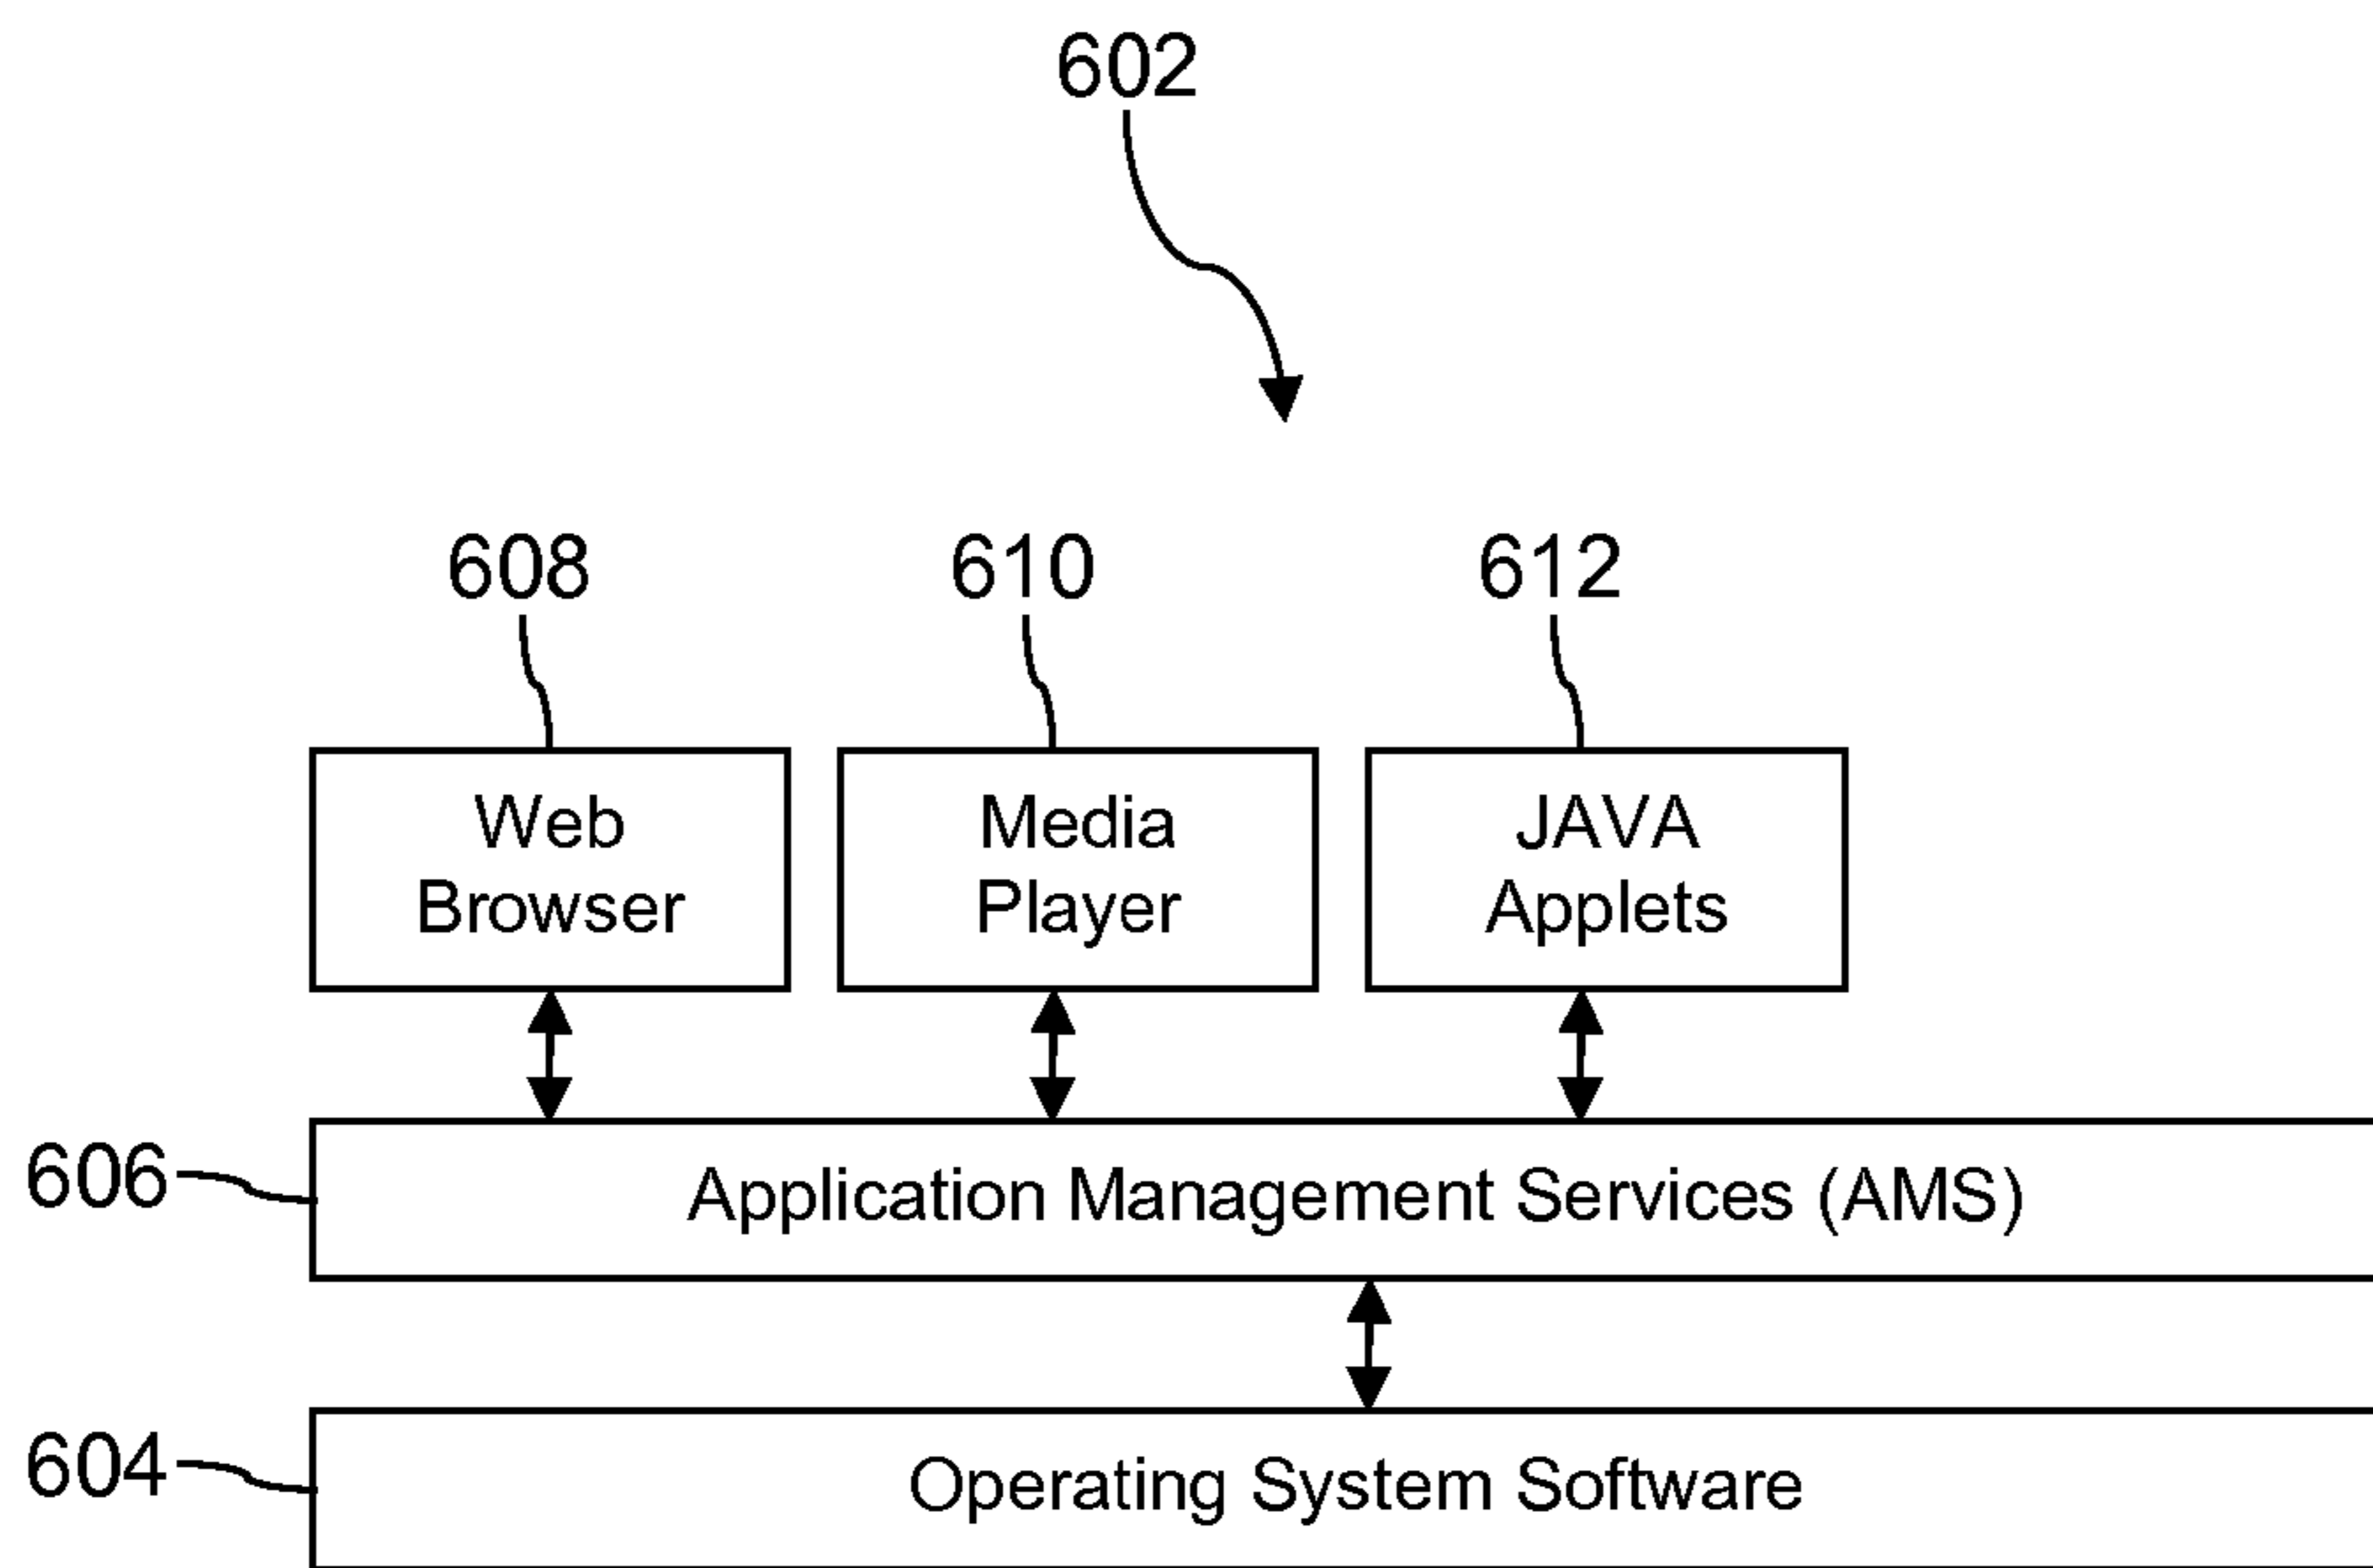 602
608
610
612
Web
Browser
Media
Player
JAVA
Applets
606
Application Management Services (AMS)
604
Operating System Software